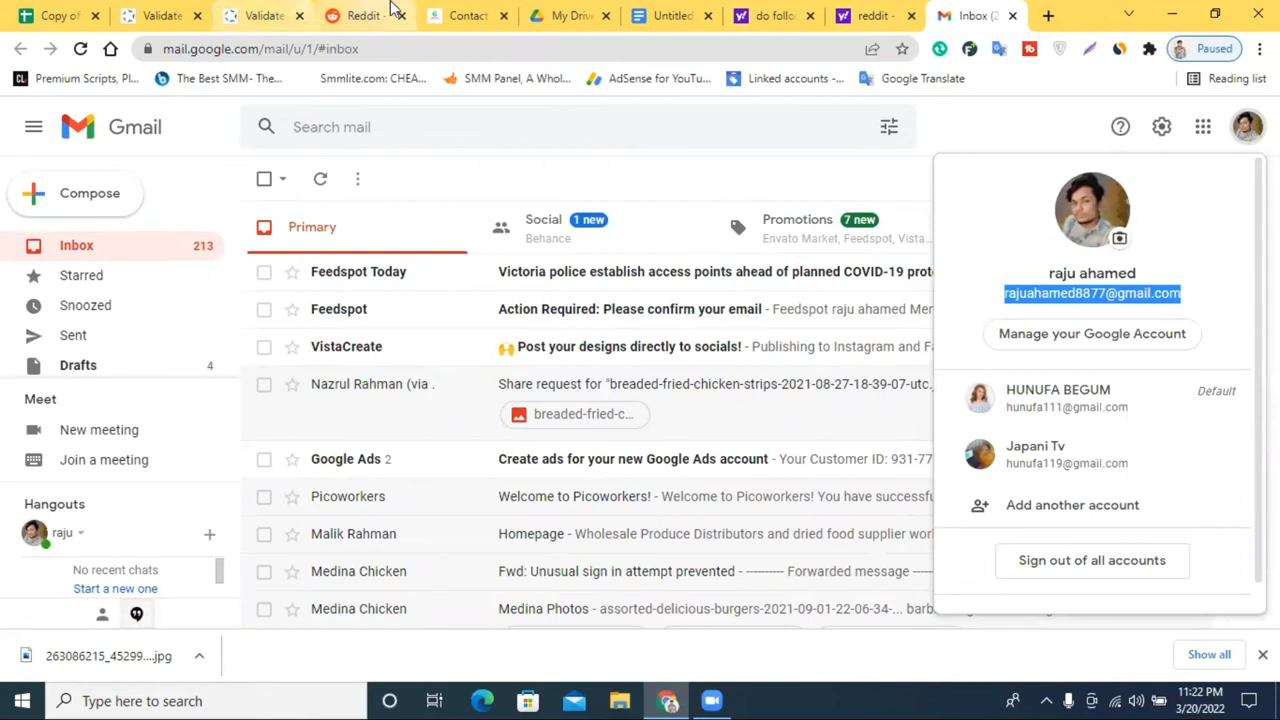 Copy of
Validate
Validate
Reddit -
Contact
My Driv
Untitled
do follo
reddit -
Inbox (2
mail.google.com/mail/u/1/#inbox
Paused
Premium Scripts, Pl...
The Best SMM- The...
Smmlite.com: CHEA...
SMM Panel, A Whol...
AdSense for YouTu...
Linked accounts -...
Google Translate
Reading list
Gmail
Search mail
Compose
Inbox 213
Starred
Snoozed
Sent
Drafts 4
Meet
New meeting
Join a meeting
Hangouts
raju
No recent chats
Start a new one
Primary
Social 1 new
Behance
Promotions 7 new
Envato Market, Feedspot, Vista...
Feedspot Today Victoria police establish access points ahead of planned COVID-19 prote
Feedspot Action Required: Please confirm your email - Feedspot raju ahamed Mer
VistaCreate 🙌 Post your designs directly to socials! - Publishing to Instagram and Fa
Nazrul Rahman (via . Share request for "breaded-fried-chicken-strips-2021-08-27-18-39-07-utc.
breaded-fried-c...
Google Ads 2 Create ads for your new Google Ads account - Your Customer ID: 931-77
Picoworkers Welcome to Picoworkers! - Welcome to Picoworkers! You have successfu
Malik Rahman Homepage - Wholesale Produce Distributors and dried food supplier wor
Medina Chicken Fwd: Unusual sign in attempt prevented - ---------- Forwarded message -----
Medina Chicken Medina Photos - assorted-delicious-burgers-2021-09-01-22-06-34-... barb
raju ahamed
rajuahamed8877@gmail.com
Manage your Google Account
HUNUFA BEGUM Default
hunufa111@gmail.com
Japani Tv
hunufa119@gmail.com
Add another account
Sign out of all accounts
263086215_45299....jpg
Show all
Type here to search
11:22 PM
3/20/2022